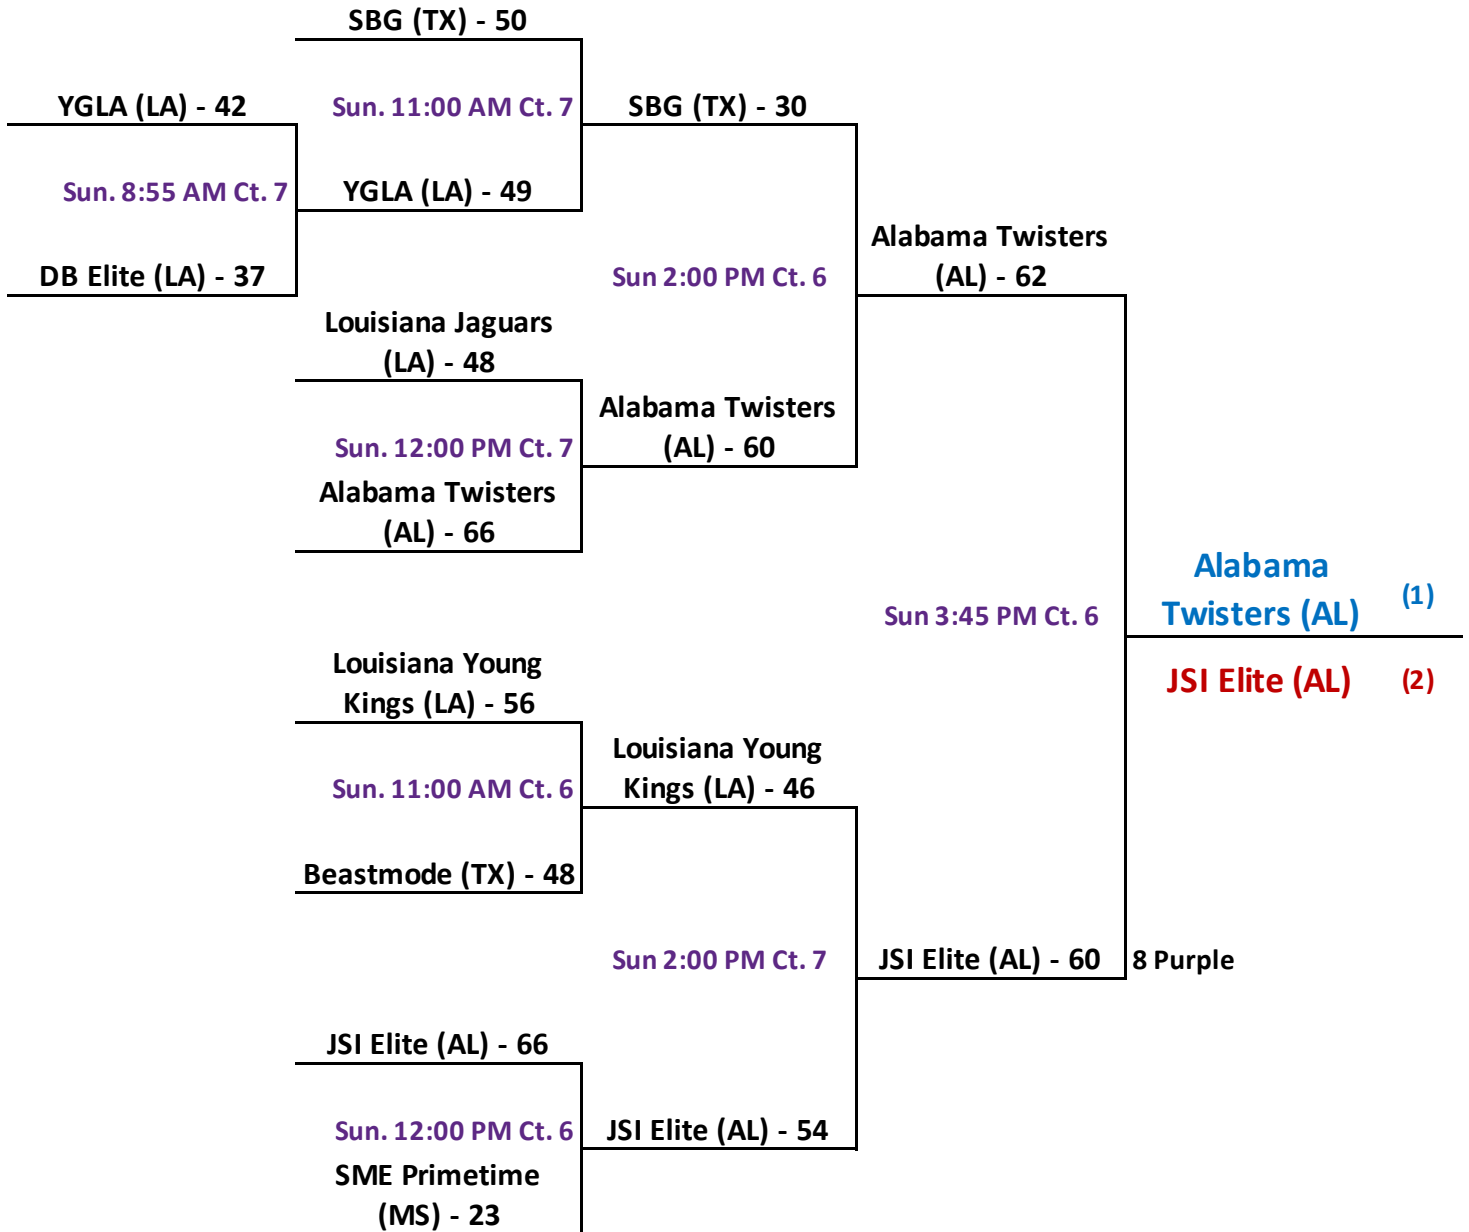 SBG (TX) - 50
YGLA (LA) - 42
Sun. 11:00 AM Ct. 7
SBG (TX) - 30
Sun. 8:55 AM Ct. 7
YGLA (LA) - 49
DB Elite (LA) - 37
Sun 2:00 PM Ct. 6
Alabama Twisters
(AL) - 62
Louisiana Jaguars
(LA) - 48
Sun. 12:00 PM Ct. 7
Alabama Twisters
(AL) - 60
Alabama Twisters
(AL) - 66
Sun 3:45 PM Ct. 6
Alabama
Twisters (AL) (1)
JSI Elite (AL) (2)
Louisiana Young
Kings (LA) - 56
Sun. 11:00 AM Ct. 6
Louisiana Young
Kings (LA) - 46
Beastmode (TX) - 48
Sun 2:00 PM Ct. 7
JSI Elite (AL) - 60
8 Purple
JSI Elite (AL) - 66
Sun. 12:00 PM Ct. 6
JSI Elite (AL) - 54
SME Primetime
(MS) - 23